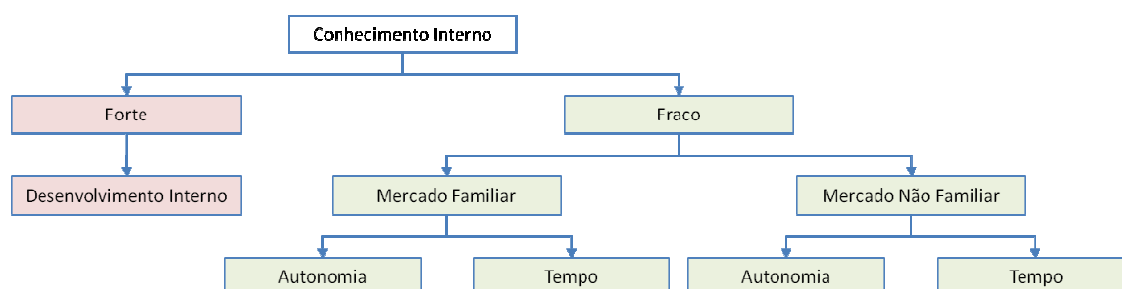 Conhecimento Interno
Forte
Fraco
Desenvolvimento Interno
Mercado Familiar
Mercado Não Familiar
Autonomia
Tempo
Autonomia
Tempo